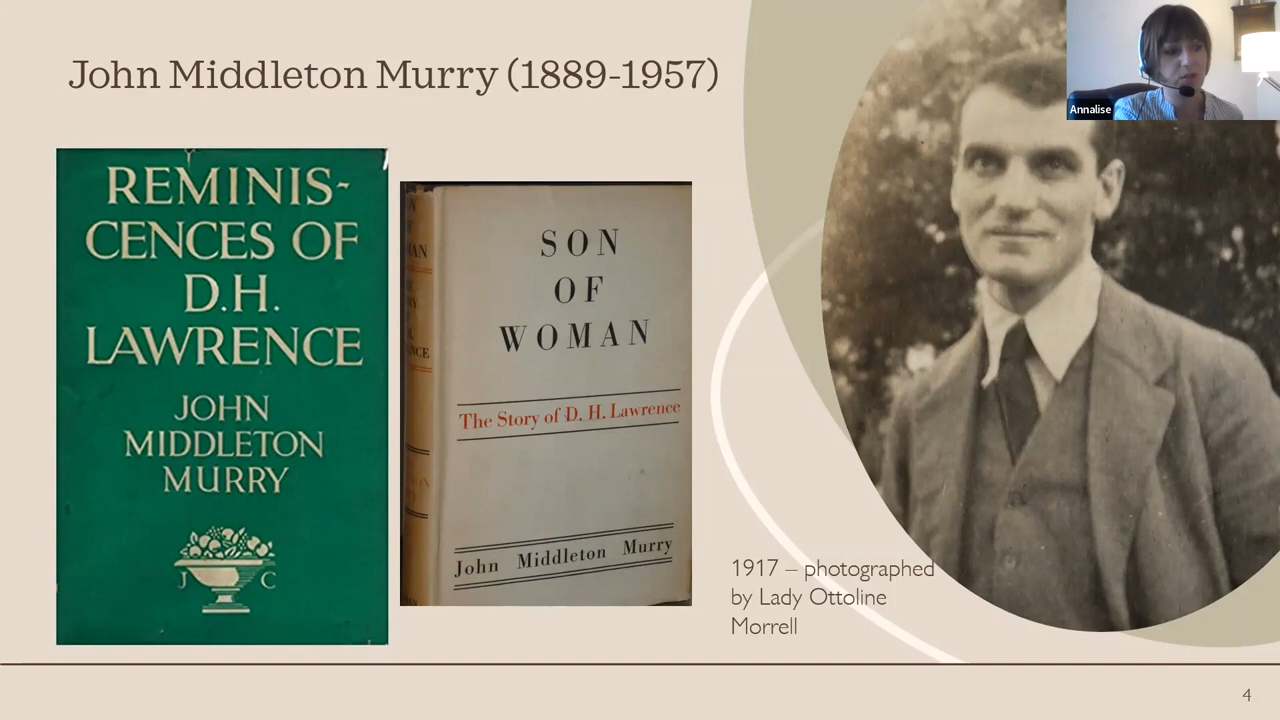 John Middleton Murry (1889-1957)
REMINIS-
CENCES OF
D.H.
LAWRENCE
JOHN
MIDDLETON
MURRY
J C
SON
OF
WOMAN
The Story of D. H. Lawrence
John Middleton Murry
1917 – photographed
by Lady Ottoline
Morrell
Annalise
4